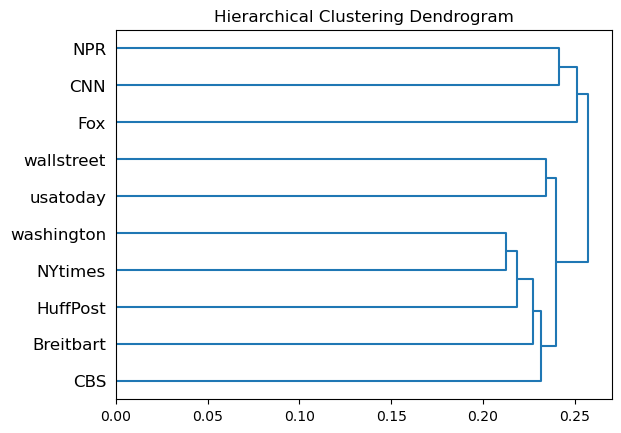 Hierarchical Clustering Dendrogram
NPR
CNN
Fox
wallstreet
usatoday
washington
NYtimes
HuffPost
Breitbart
CBS
0.00 0.05 0.10 0.15 0.20 0.25